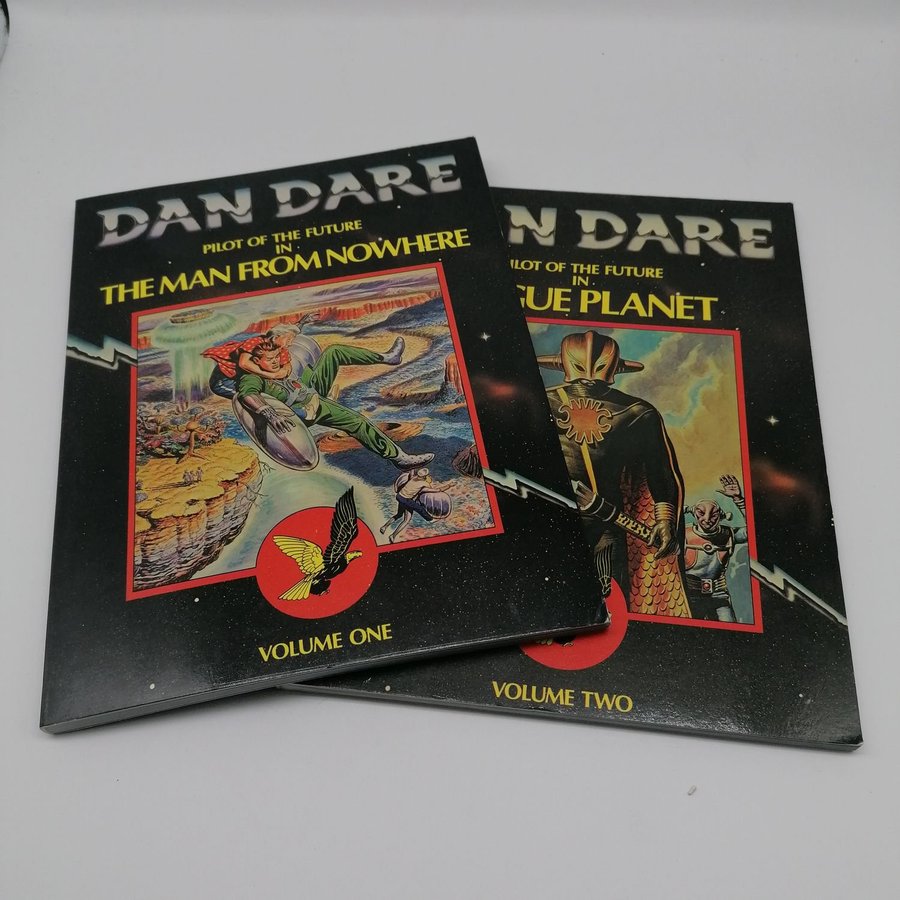 DAN DARE
PILOT OF THE FUTURE
IN
THE MAN FROM NOWHERE
VOLUME ONE
N DARE
ILOT OF THE FUTURE
IN
GUE PLANET
VOLUME TWO